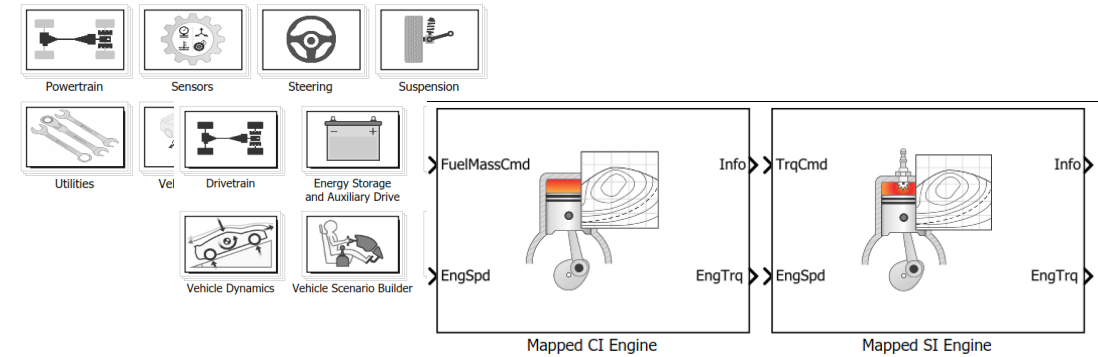 Powertrain
Sensors
Steering
Suspension
Utilities
Vel
Drivetrain
Energy Storage
and Auxiliary Drive
Vehicle Dynamics
Vehicle Scenario Builder
FuelMassCmd
Info
EngSpd
EngTrq
Mapped CI Engine
TrqCmd
Info
EngSpd
EngTrq
Mapped SI Engine